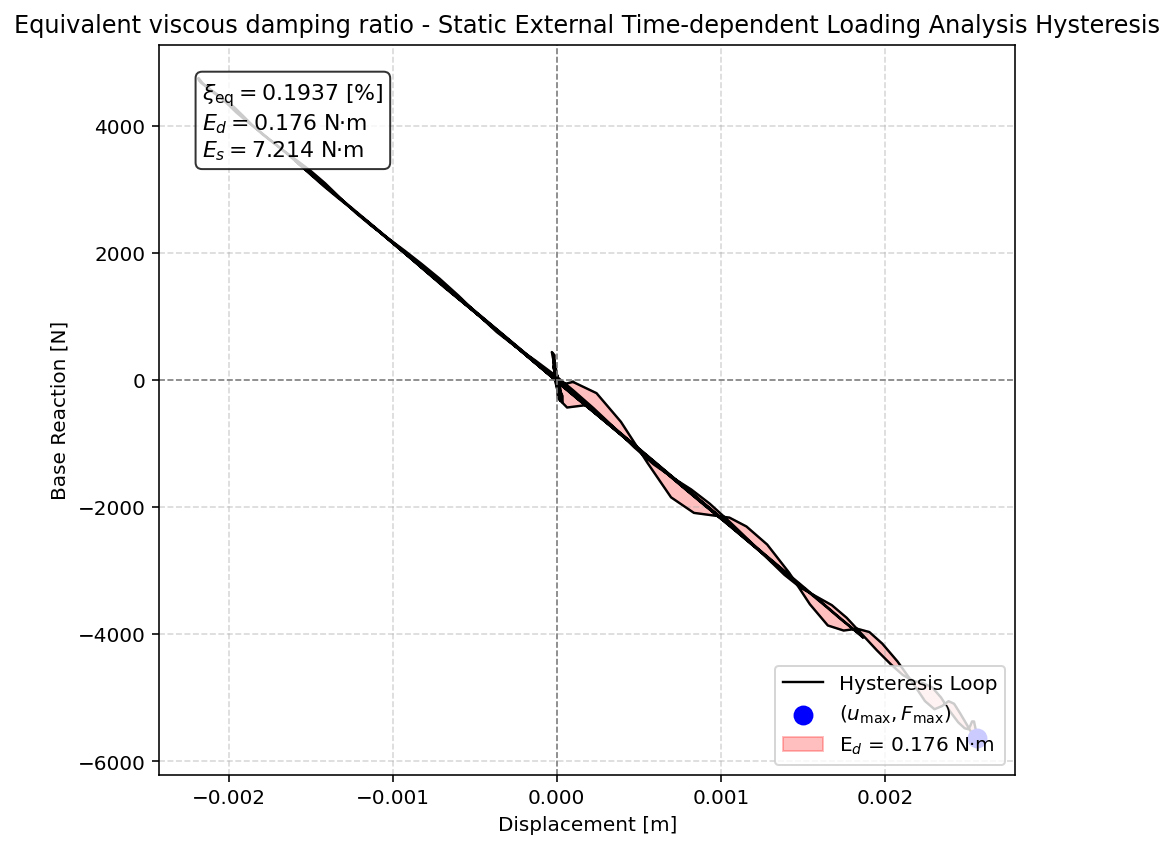 Equivalent viscous damping ratio - Static External Time-dependent Loading Analysis Hysteresis
ξeq = 0.1937 [%]
Ed = 0.176 N·m
Es = 7.214 N·m
4000
2000
0
−2000
−4000
−6000
Base Reaction [N]
Hysteresis Loop
(umax, Fmax)
Ed = 0.176 N·m
−0.002
−0.001
0.000
0.001
0.002
Displacement [m]